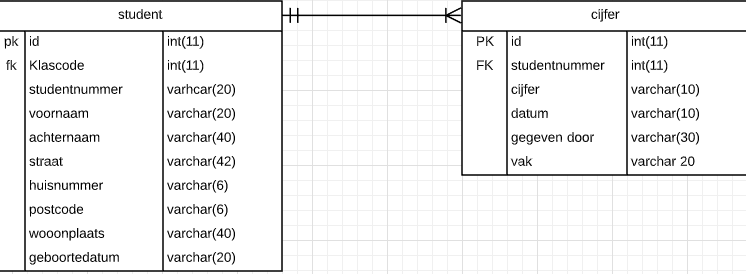 student
pk id int(11)
fk Klascode int(11)
studentnummer varhcar(20)
voornaam varchar(20)
achternaam varchar(40)
straat varchar(42)
huisnummer varchar(6)
postcode varchar(6)
wooonplaats varchar(40)
geboortedatum varchar(20)
cijfer
PK id int(11)
FK studentnummer int(11)
cijfer varchar(10)
datum varchar(10)
gegeven door varchar(30)
vak varchar 20